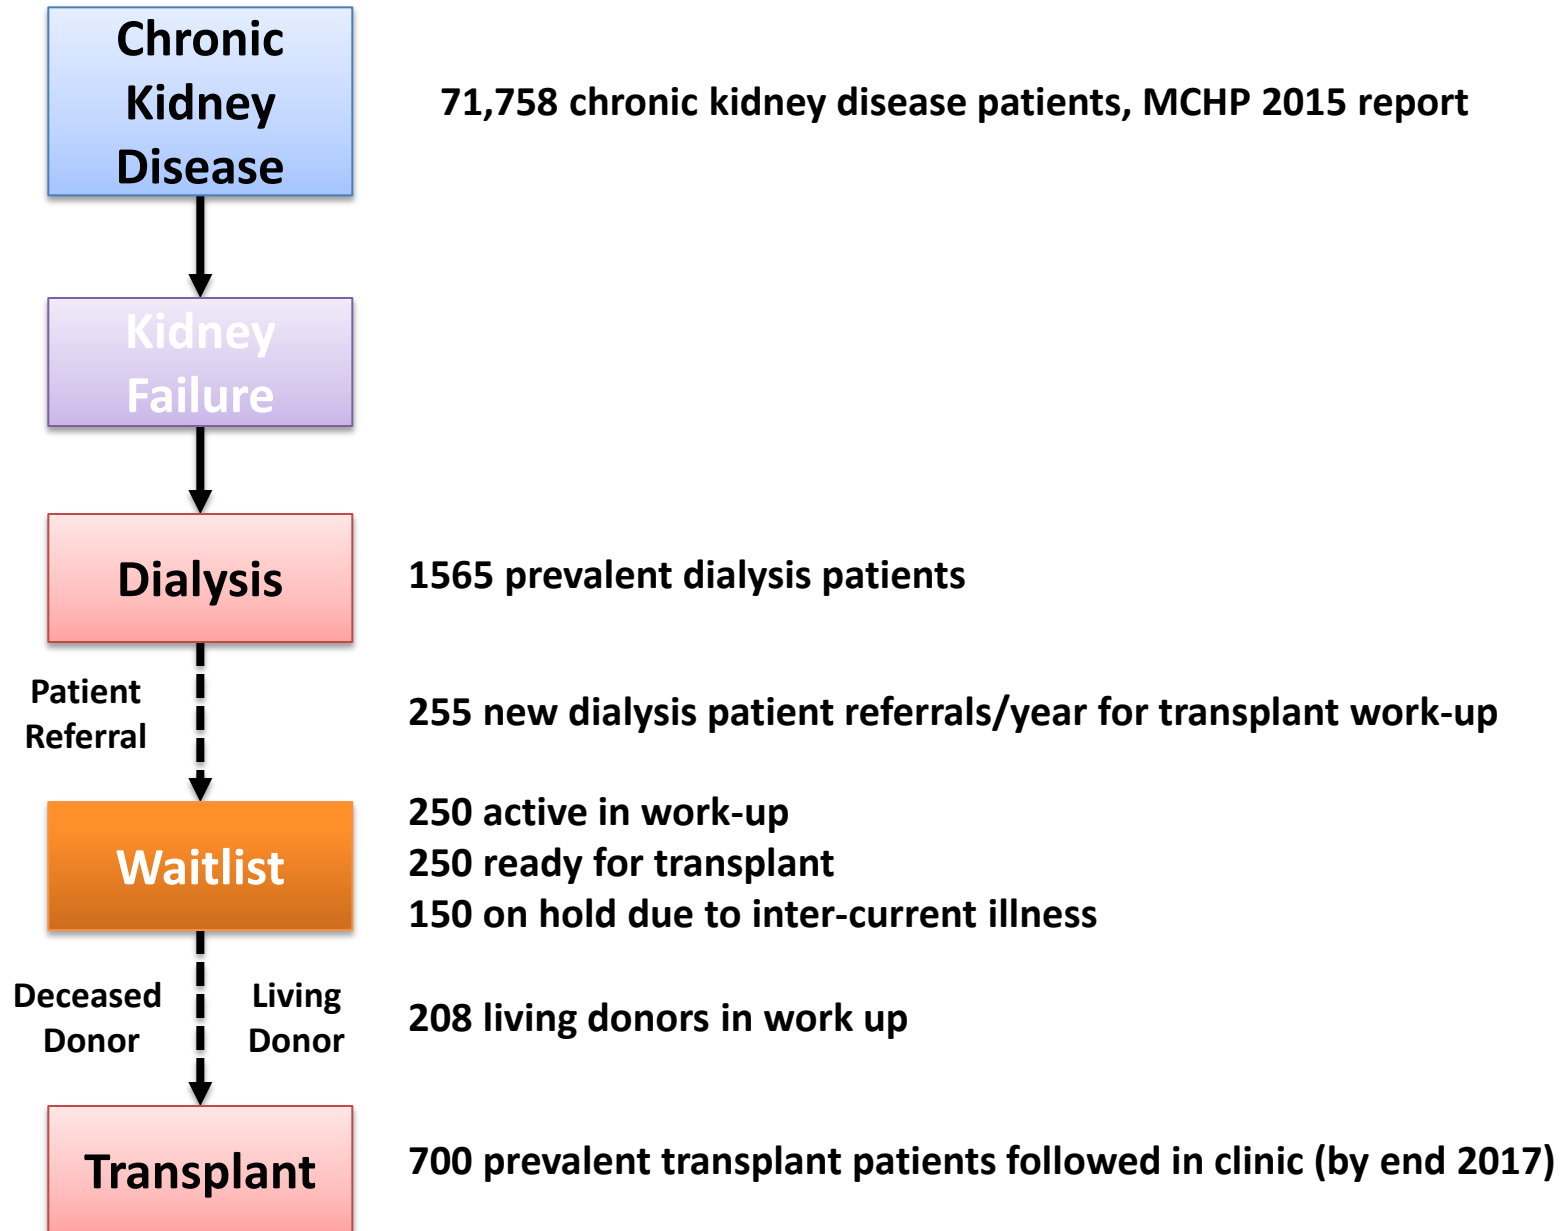 Chronic
Kidney
Disease
71,758 chronic kidney disease patients, MCHP 2015 report
Kidney
Failure
Dialysis
1565 prevalent dialysis patients
Patient
Referral
255 new dialysis patient referrals/year for transplant work-up
Waitlist
250 active in work-up
250 ready for transplant
150 on hold due to inter-current illness
Deceased
Donor
Living
Donor
208 living donors in work up
Transplant
700 prevalent transplant patients followed in clinic (by end 2017)